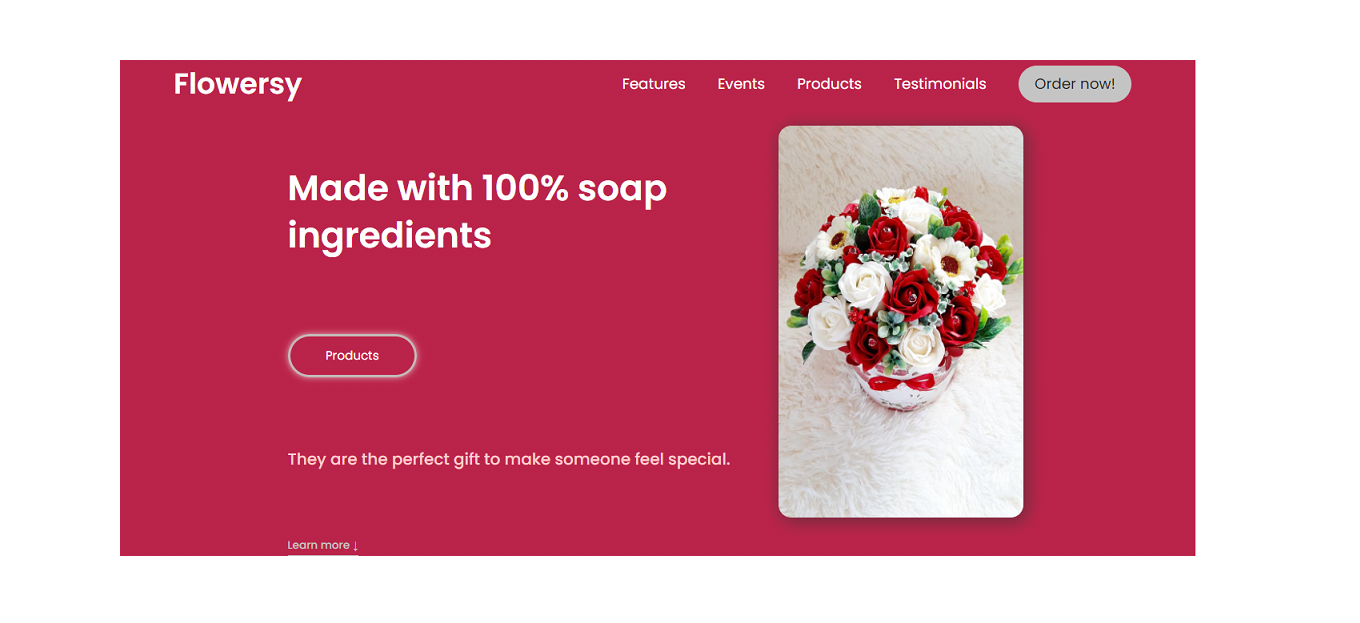 Flowersy
Features Events Products Testimonials Order now!
Made with 100% soap
ingredients
Products
They are the perfect gift to make someone feel special.
Learn more ↓